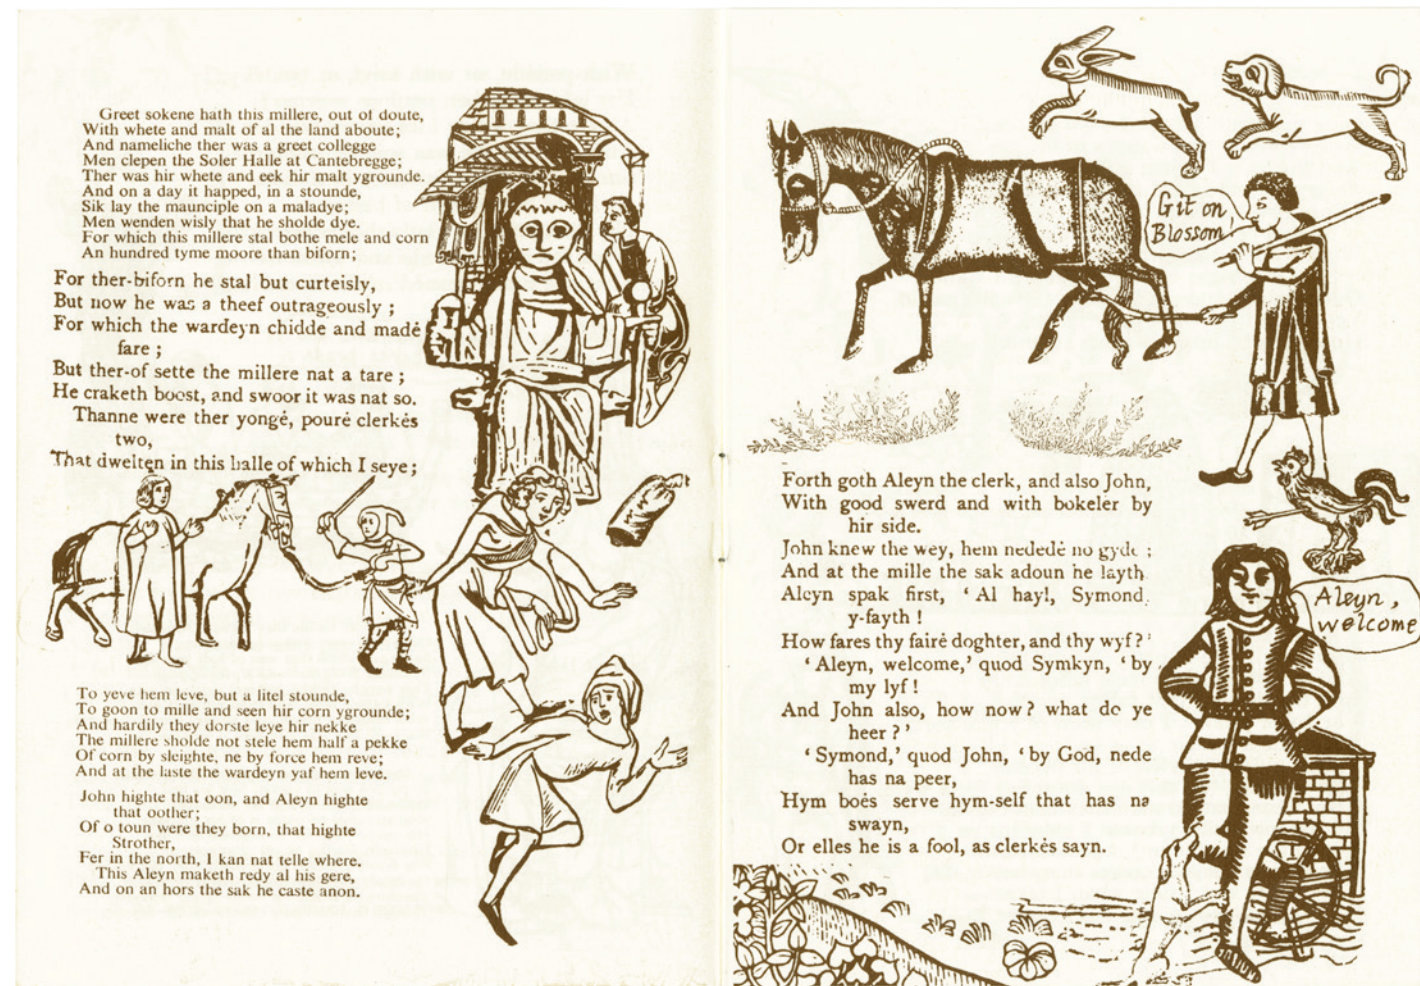 Greet sokene hath this millere, out of doute,
With whete and malt of al the land aboute;
And nameliche ther was a greet collegge
Men clepen the Soler Halle at Cantebregge;
Ther was hir whete and eek hir malt ygrounde.
And on a day it happed, in a stounde,
Sik lay the maunciple on a maladye;
Men wenden wisly that he sholde dye.
For which this millere stal bothe mele and corn
An hundred tyme moore than biforn;
For ther-biforn he stal but curteisly,
But now he was a theef outrageously ;
For which the wardeyn chidde and madé
fare ;
But ther-of sette the millere nat a tare ;
He craketh boost, and swoor it was nat so.
Thanne were ther yongé, pouré clerkés
two,
That dwelten in this halle of which I seye ;
To yeve hem leve, but a litel stounde,
To goon to mille and seen hir corn ygrounde;
And hardily they dorste leye hir nekke
The millere sholde not stele hem half a pekke
Of corn by sleighte, ne by force hem reve;
And at the laste the wardeyn yaf hem leve.
John highte that oon, and Aleyn highte
that oother;
Of o toun were they born, that highte
Strother,
Fer in the north, I kan nat telle where.
This Aleyn maketh redy al his gere,
And on an hors the sak he caste anon.
Git on
Blossom
Forth goth Aleyn the clerk, and also John,
With good swerd and with bokeler by
hir side.
John knew the wey, hem nededé no gyde ;
And at the mille the sak adoun he layth.
Aleyn spak first, ‘ Al hayl, Symond,
y-fayth !
How fares thy fairé doghter, and thy wyf ? ’
‘ Aleyn, welcome,’ quod Symkyn, ‘ by
my lyf !
And John also, how now ? what do ye
heer ? ’
‘ Symond,’ quod John, ‘ by God, nede
has na peer,
Hym boés serve hym-self that has na
swayn,
Or elles he is a fool, as clerkés sayn.
Aleyn,
welcome